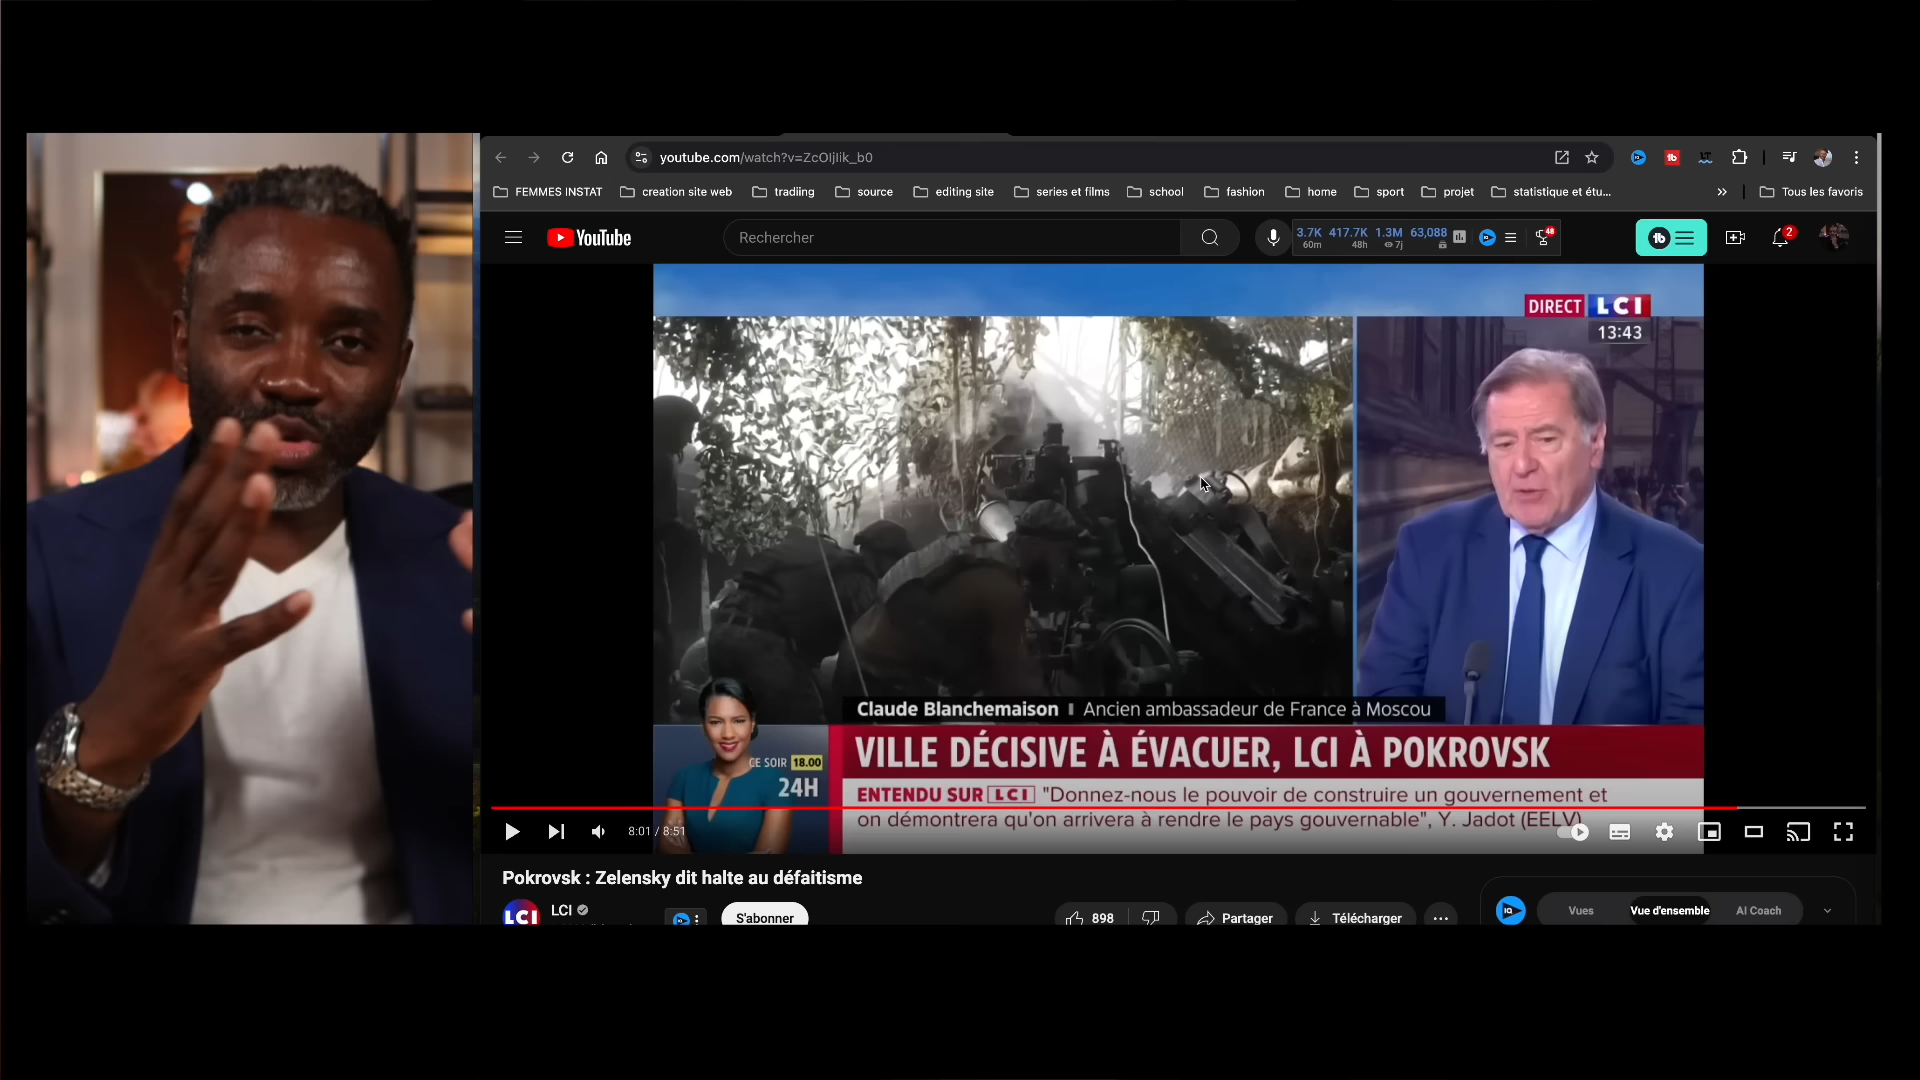 youtube.com/watch?v=ZcOIjIik_b0
FEMMES INSTAT creation site web tradiing source editing site series et films school fashion home sport projet statistique et étu... » Tous les favoris
YouTube Rechercher 3.7K 417.7K 1.3M 63,088 48 2
60m 48h 7j
DIRECT LCI
13:43
Claude Blanchemaison Ancien ambassadeur de France à Moscou
VILLE DÉCISIVE À ÉVACUER, LCI À POKROVSK
CE SOIR 18.00
24H
ENTENDU SUR LCI "Donnez-nous le pouvoir de construire un gouvernement et
on démontrera qu'on arrivera à rendre le pays gouvernable", Y. Jadot (EELV)
8:01 / 8:51
Pokrovsk : Zelensky dit halte au défaitisme
LCI LCI S'abonner 898 Partager Télécharger ... IQ Vues Vue d'ensemble AI Coach